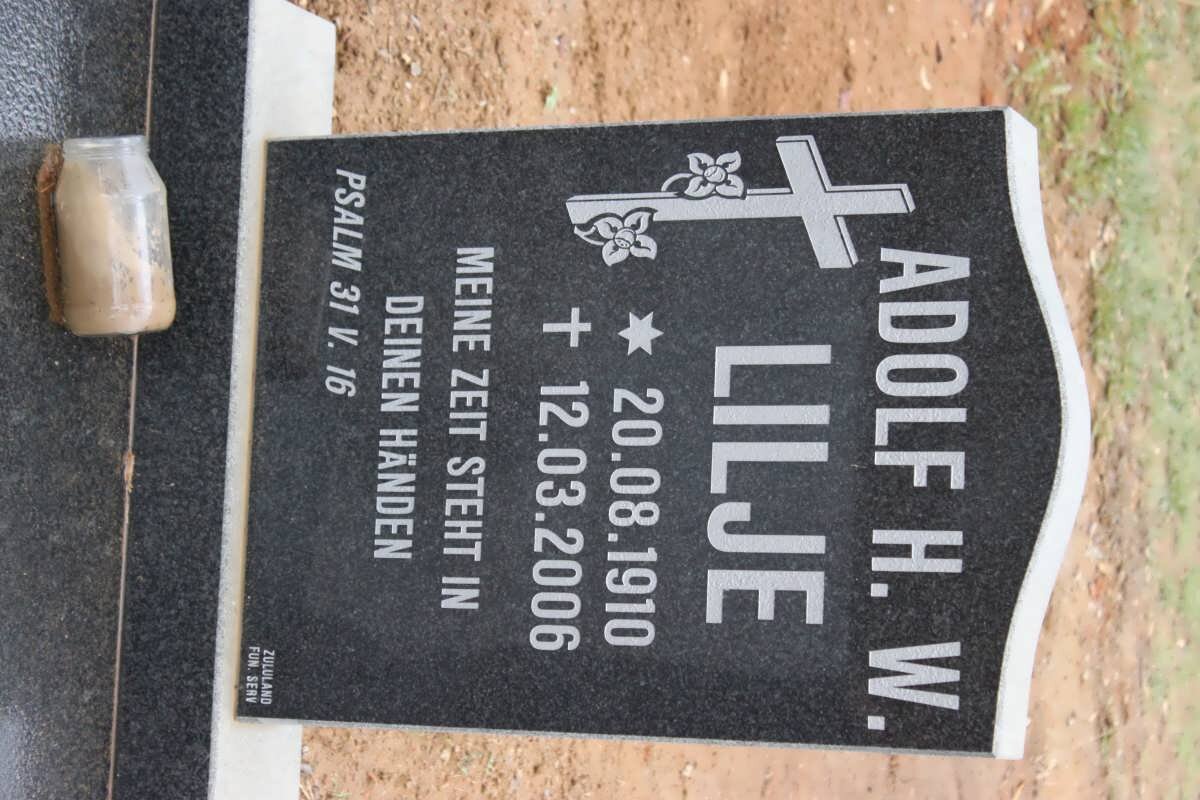 ADOLF H. W.
LILJE
* 20.08.1910
+ 12.03.2006
MEINE ZEIT STEHT IN
DEINEN HÄNDEN
PSALM 31 V. 16
ZULULAND
FUN. SERV